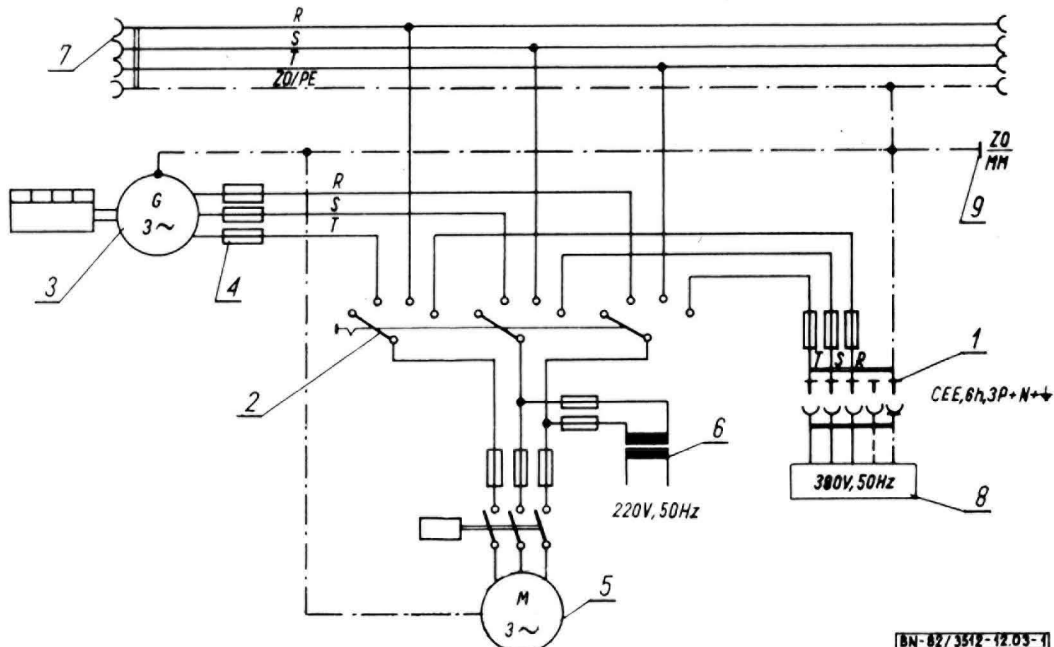 R
S
T
ZO/PE
7
ZO
MM
9
G
3~
R
S
T
3
4
2
T S R
1
CEE, 6h, 3P+N+⏚
6
220V, 50Hz
380V, 50Hz
8
M
3~
5
BN-82/3512-12.03-1